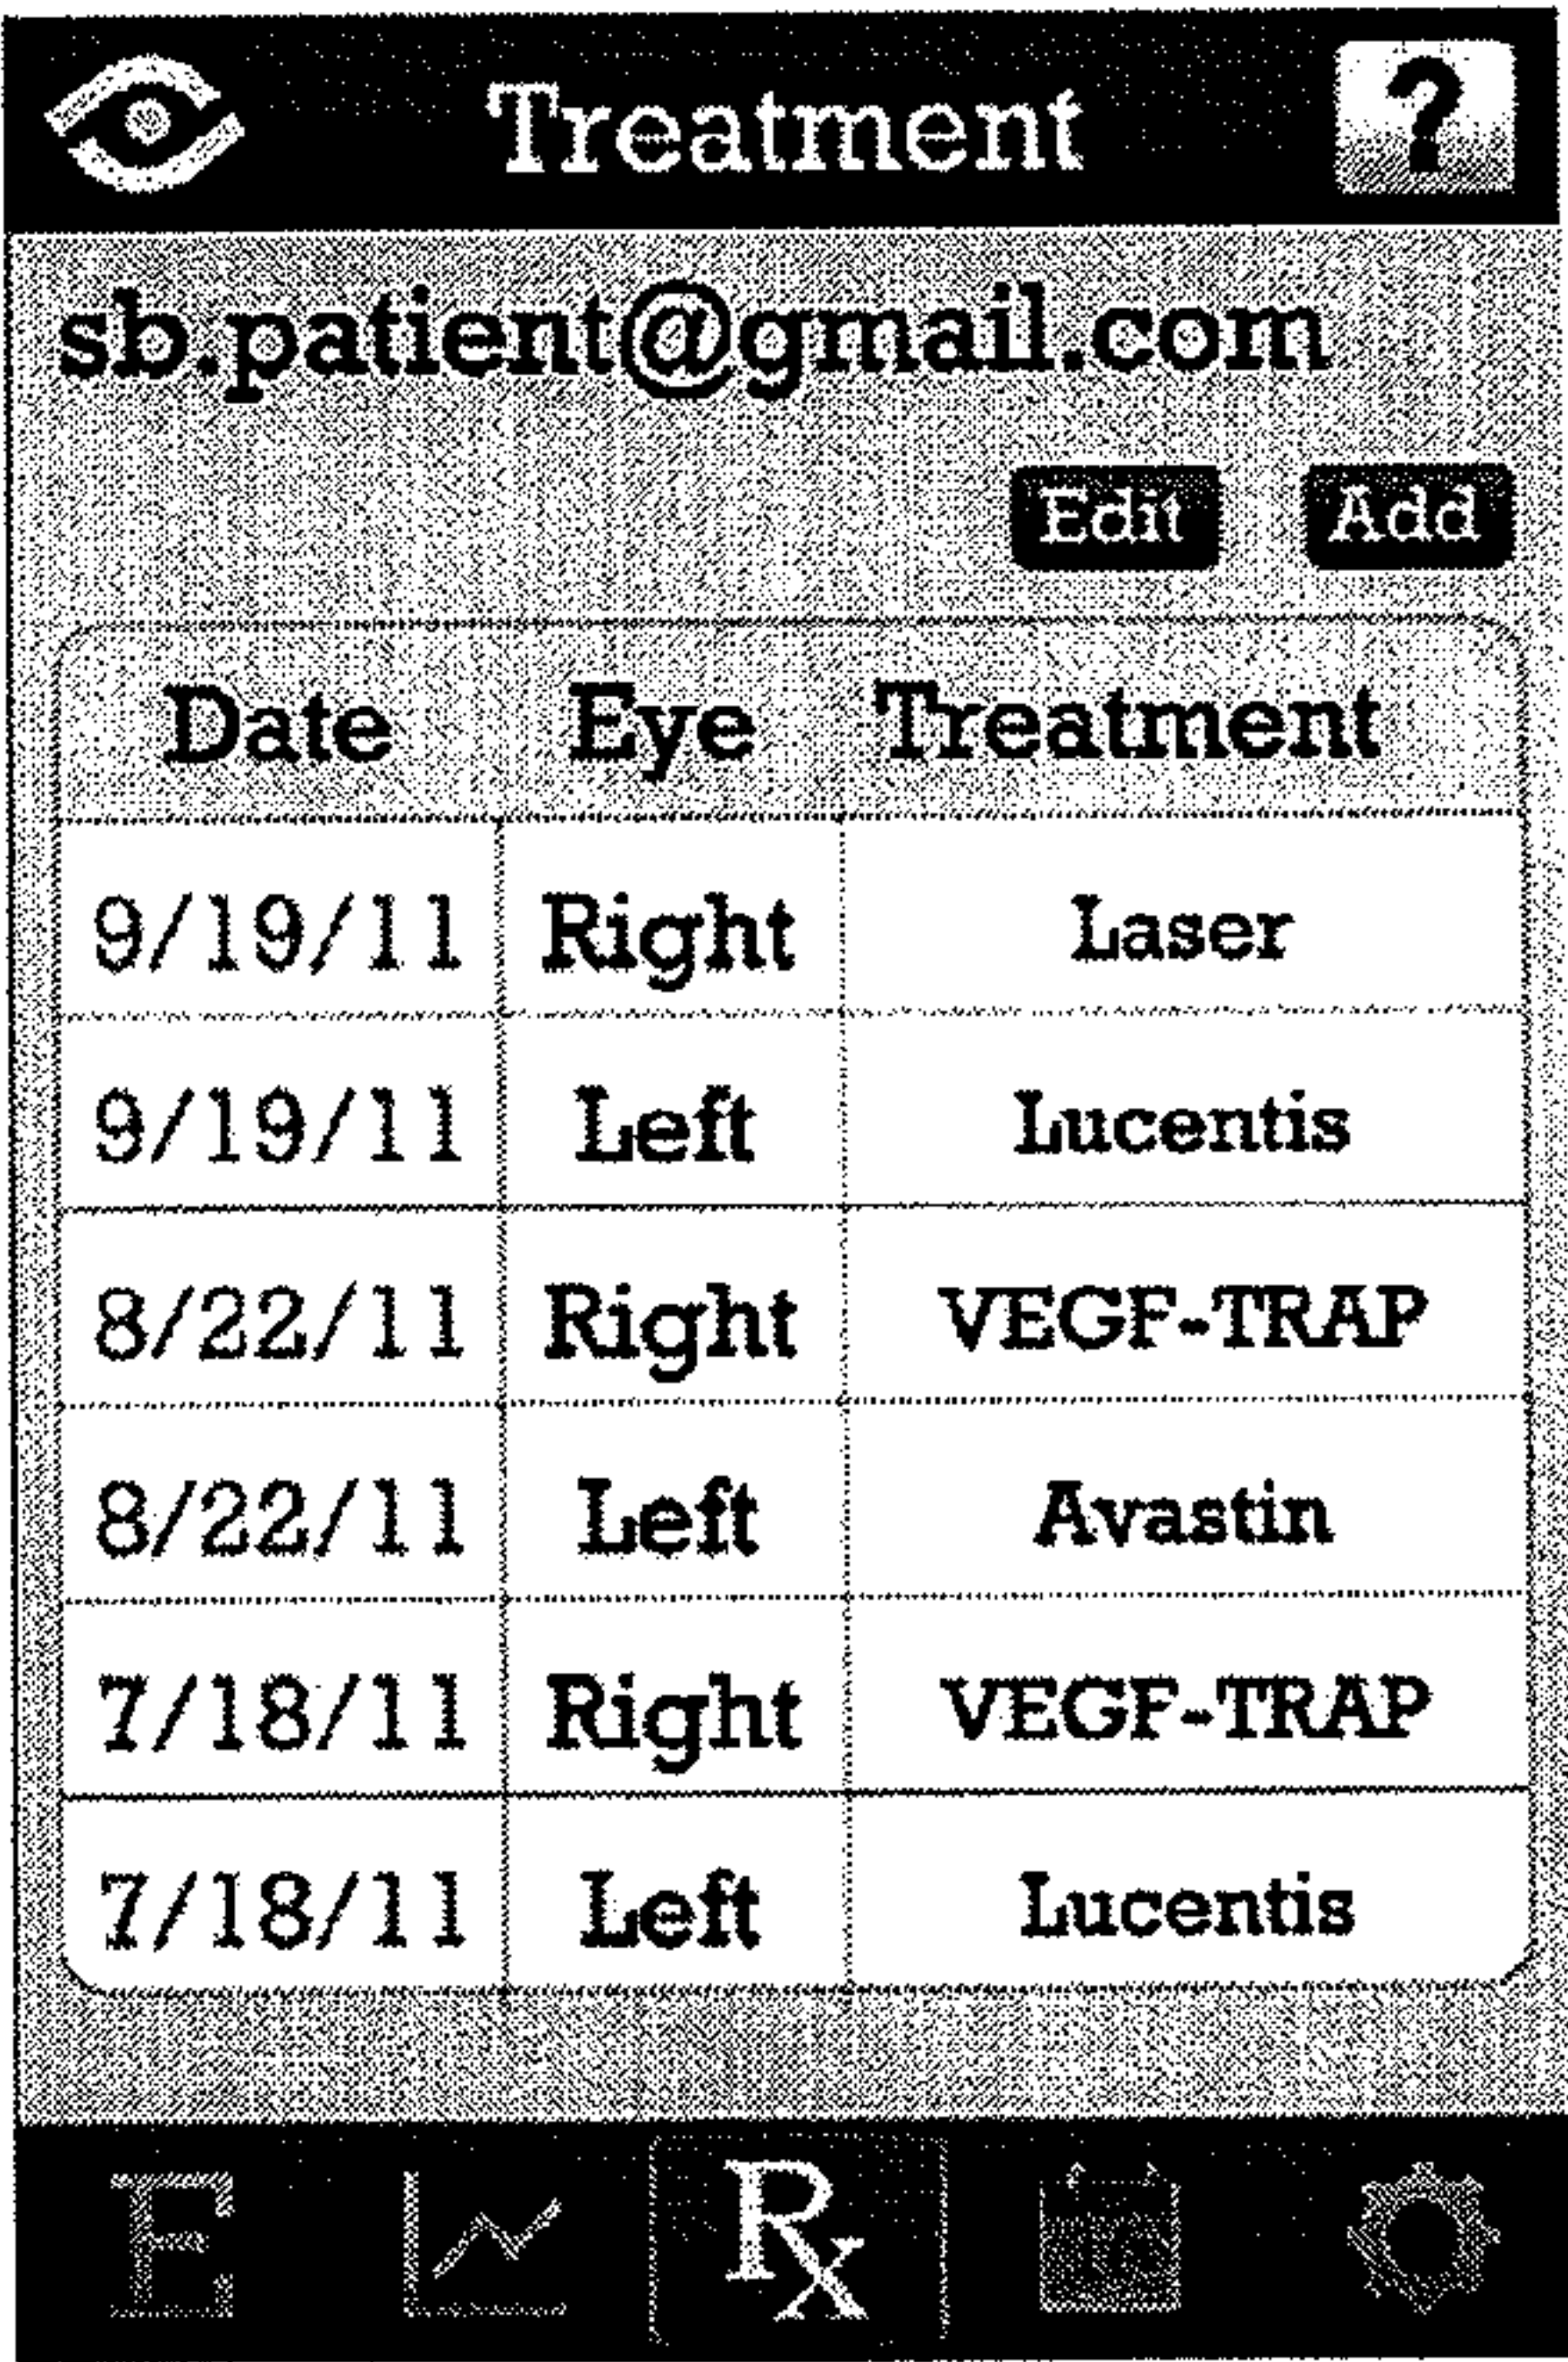 Treatment ?
sb.patient@gmail.com
Edit Add
Date Eye Treatment
9/19/11 Right Laser
9/19/11 Left Lucentis
8/22/11 Right VEGF-TRAP
8/22/11 Left Avastin
7/18/11 Right VEGF-TRAP
7/18/11 Left Lucentis
E Rx